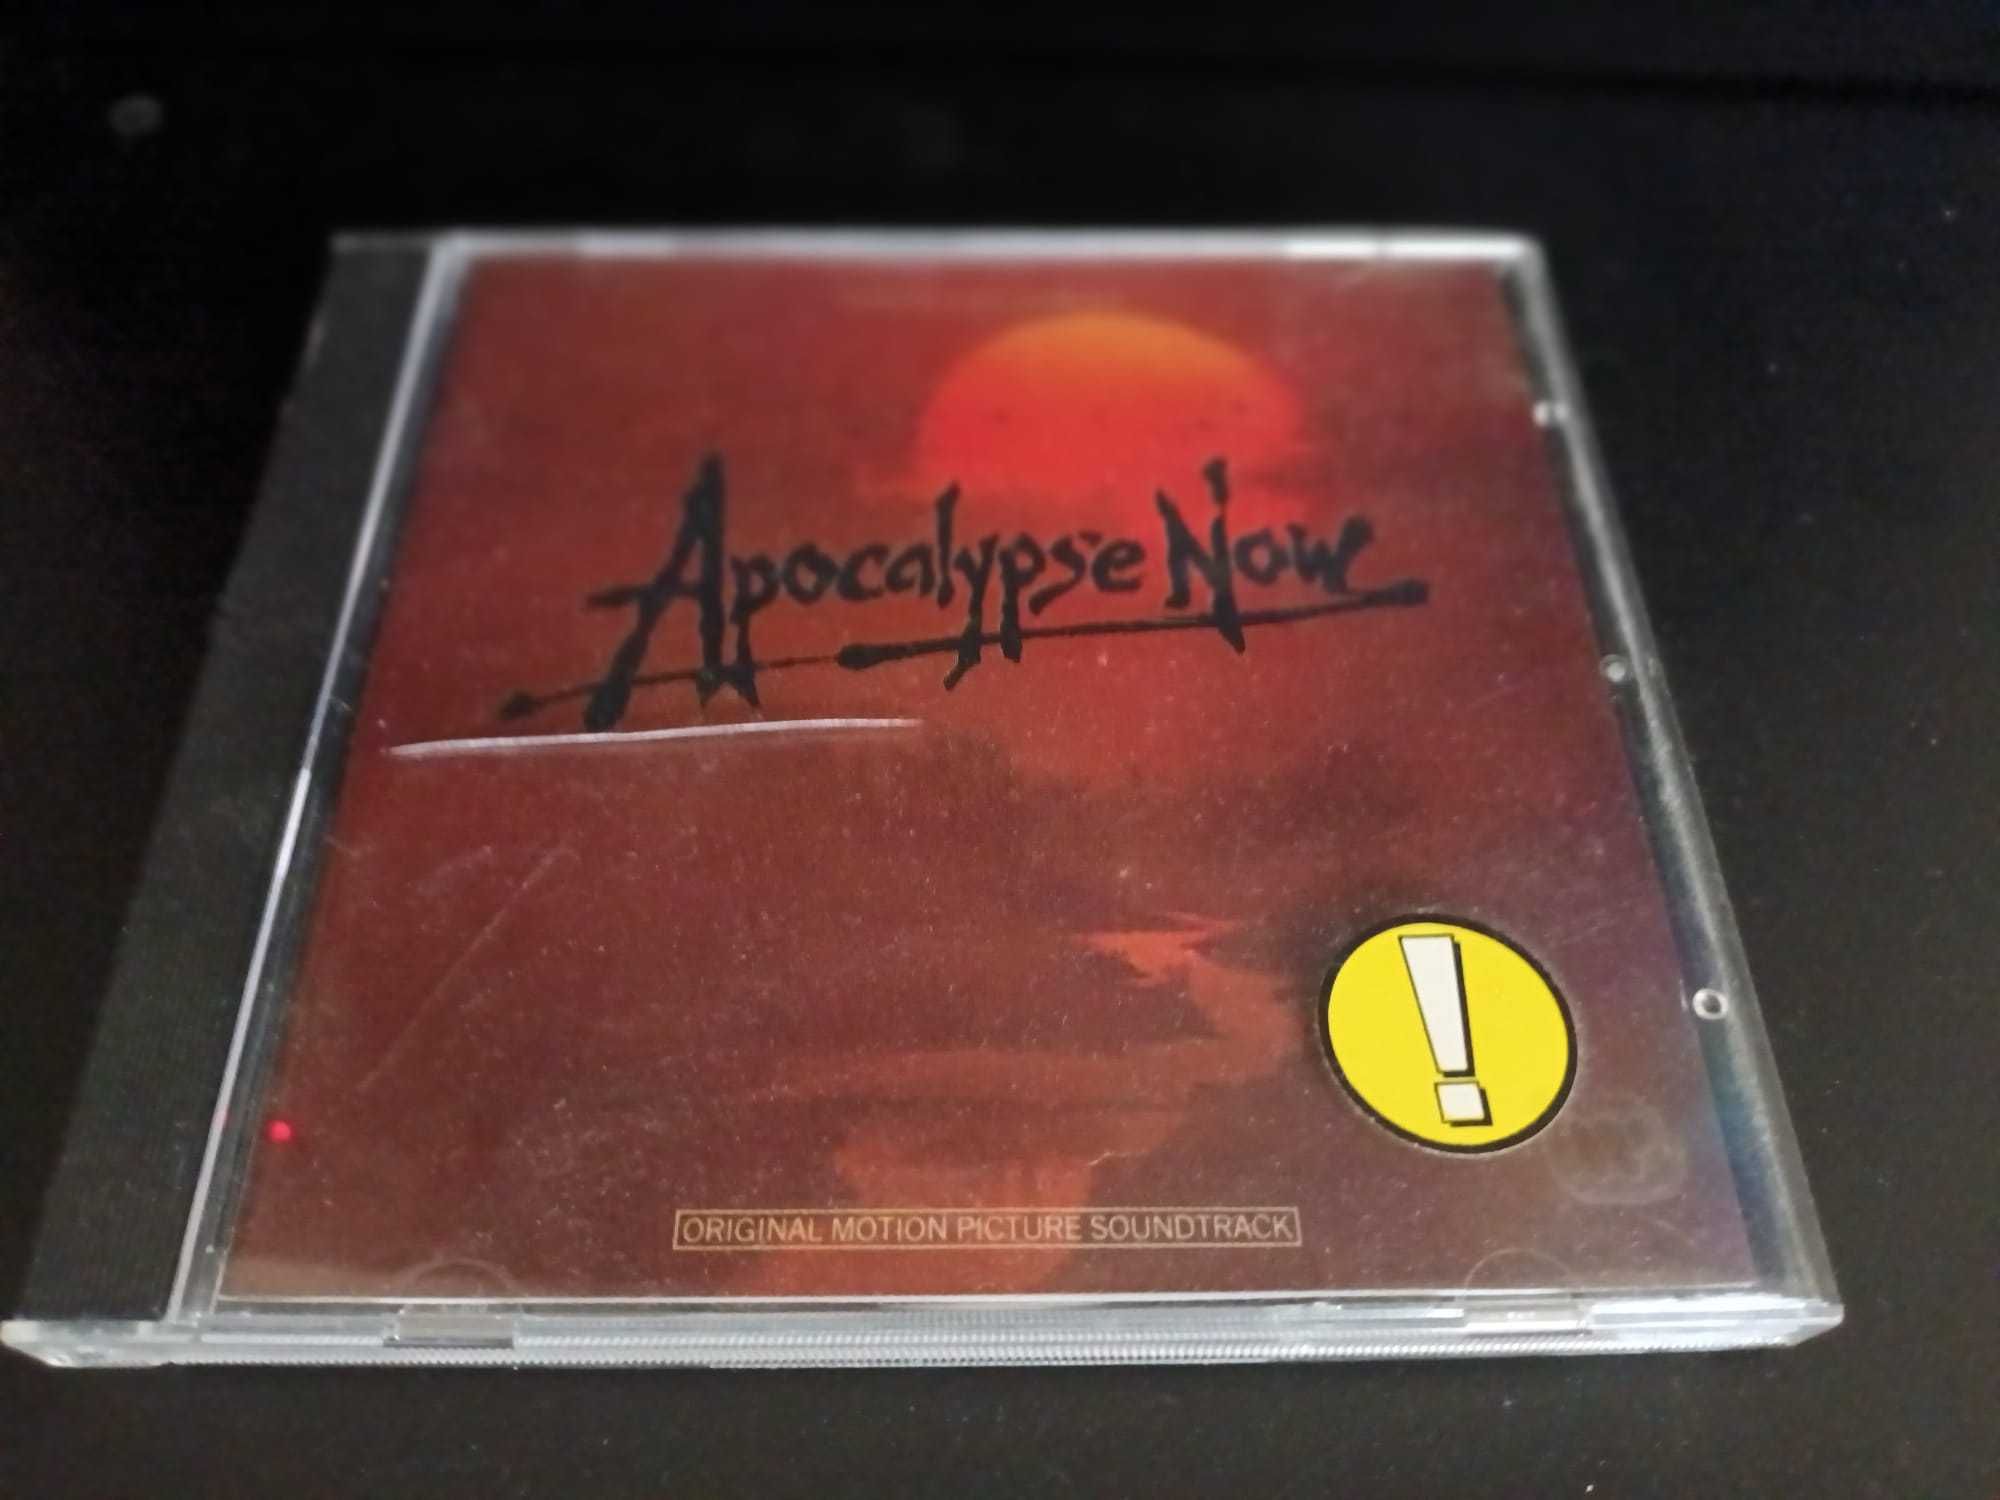 Apocalypse Now
!
ORIGINAL MOTION PICTURE SOUNDTRACK